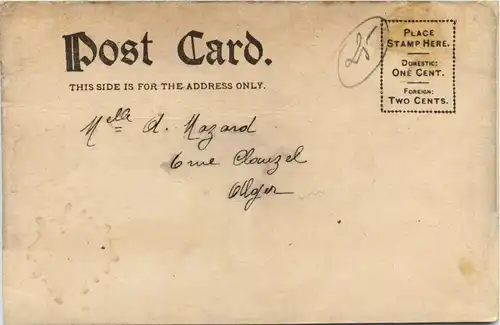 Post Card.
THIS SIDE IS FOR THE ADDRESS ONLY.
PLACE
STAMP HERE.
DOMESTIC:
ONE CENT.
FOREIGN:
TWO CENTS.
Melle A. Mazard
6 rue Clauzel
Alger